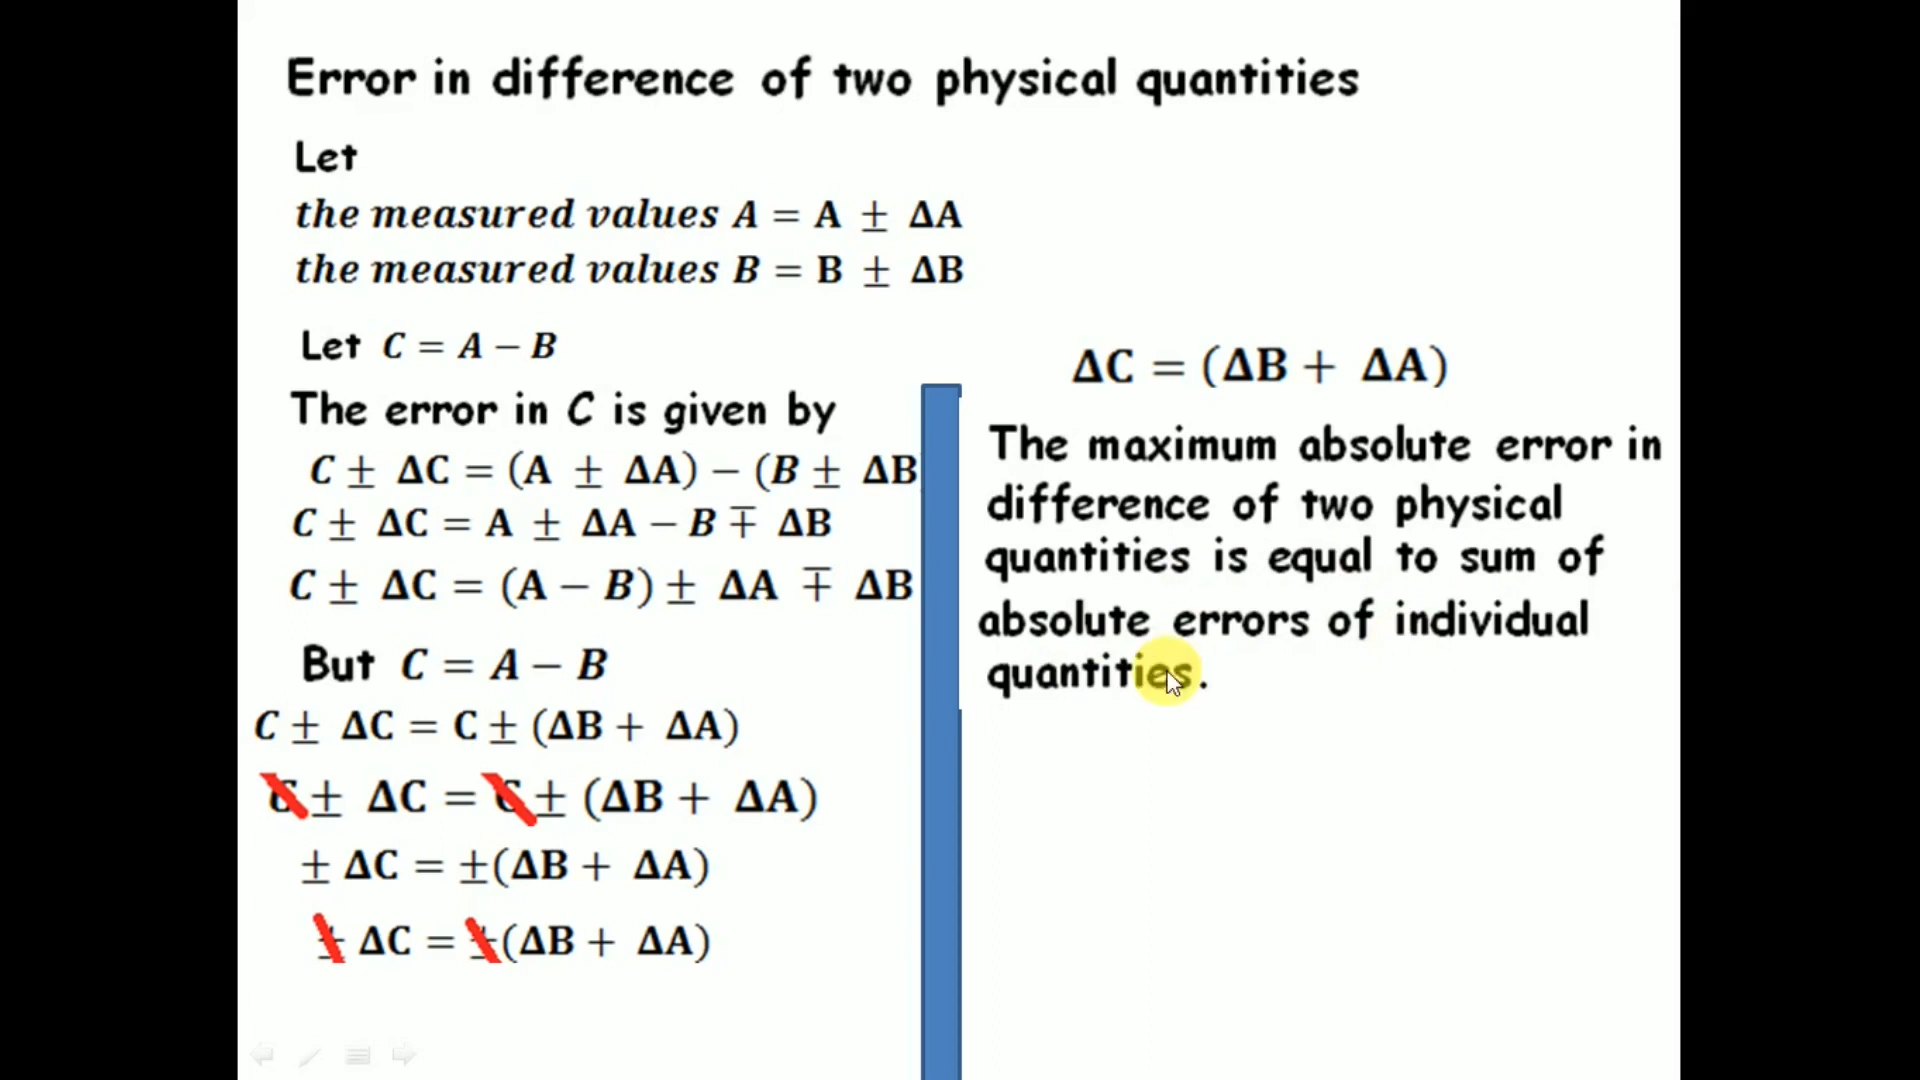 Error in difference of two physical quantities
Let
the measured values A = A ± ΔA
the measured values B = B ± ΔB
Let C = A − B
The error in C is given by
C ± ΔC = (A ± ΔA) − (B ± ΔB
C ± ΔC = A ± ΔA − B ∓ ΔB
C ± ΔC = (A − B) ± ΔA ∓ ΔB
But C = A − B
C ± ΔC = C ± (ΔB + ΔA)
C ± ΔC = C ± (ΔB + ΔA)
± ΔC = ±(ΔB + ΔA)
± ΔC = ±(ΔB + ΔA)
ΔC = (ΔB + ΔA)
The maximum absolute error in
difference of two physical
quantities is equal to sum of
absolute errors of individual
quantities.